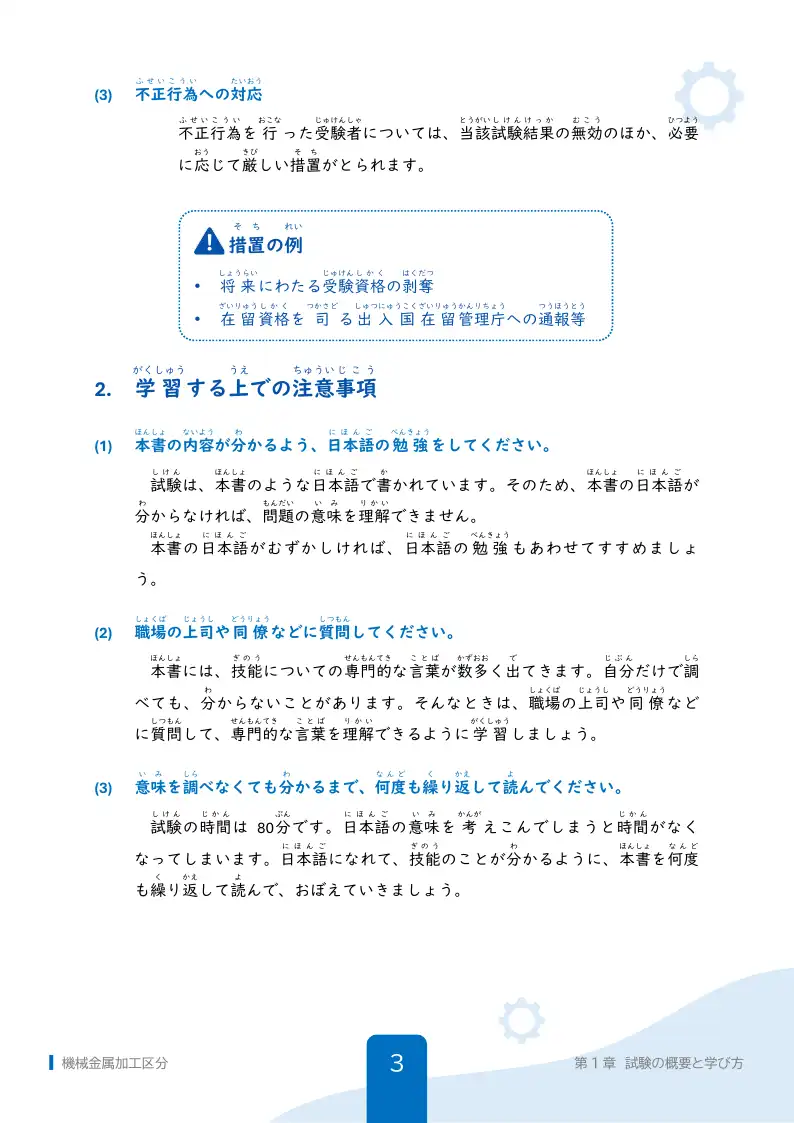 (3) 不正行為への対応
不正行為を行った受験者については、当該試験結果の無効のほか、必要
に応じて厳しい措置がとられます。
措置の例
• 将来にわたる受験資格の剥奪
• 在留資格を司る出入国在留管理庁への通報等
2. 学習する上での注意事項
(1) 本書の内容が分かるよう、日本語の勉強をしてください。
試験は、本書のような日本語で書かれています。そのため、本書の日本語が
分からなければ、問題の意味を理解できません。
本書の日本語がむずかしければ、日本語の勉強もあわせてすすめましょ
う。
(2) 職場の上司や同僚などに質問してください。
本書には、技能についての専門的な言葉が数多く出てきます。自分だけで調
べても、分からないことがあります。そんなときは、職場の上司や同僚など
に質問して、専門的な言葉を理解できるように学習しましょう。
(3) 意味を調べなくても分かるまで、何度も繰り返して読んでください。
試験の時間は 80分です。日本語の意味を考えこんでしまうと時間がなく
なってしまいます。日本語になれて、技能のことが分かるように、本書を何度
も繰り返して読んで、おぼえていきましょう。
機械金属加工区分
3
第1章 試験の概要と学び方